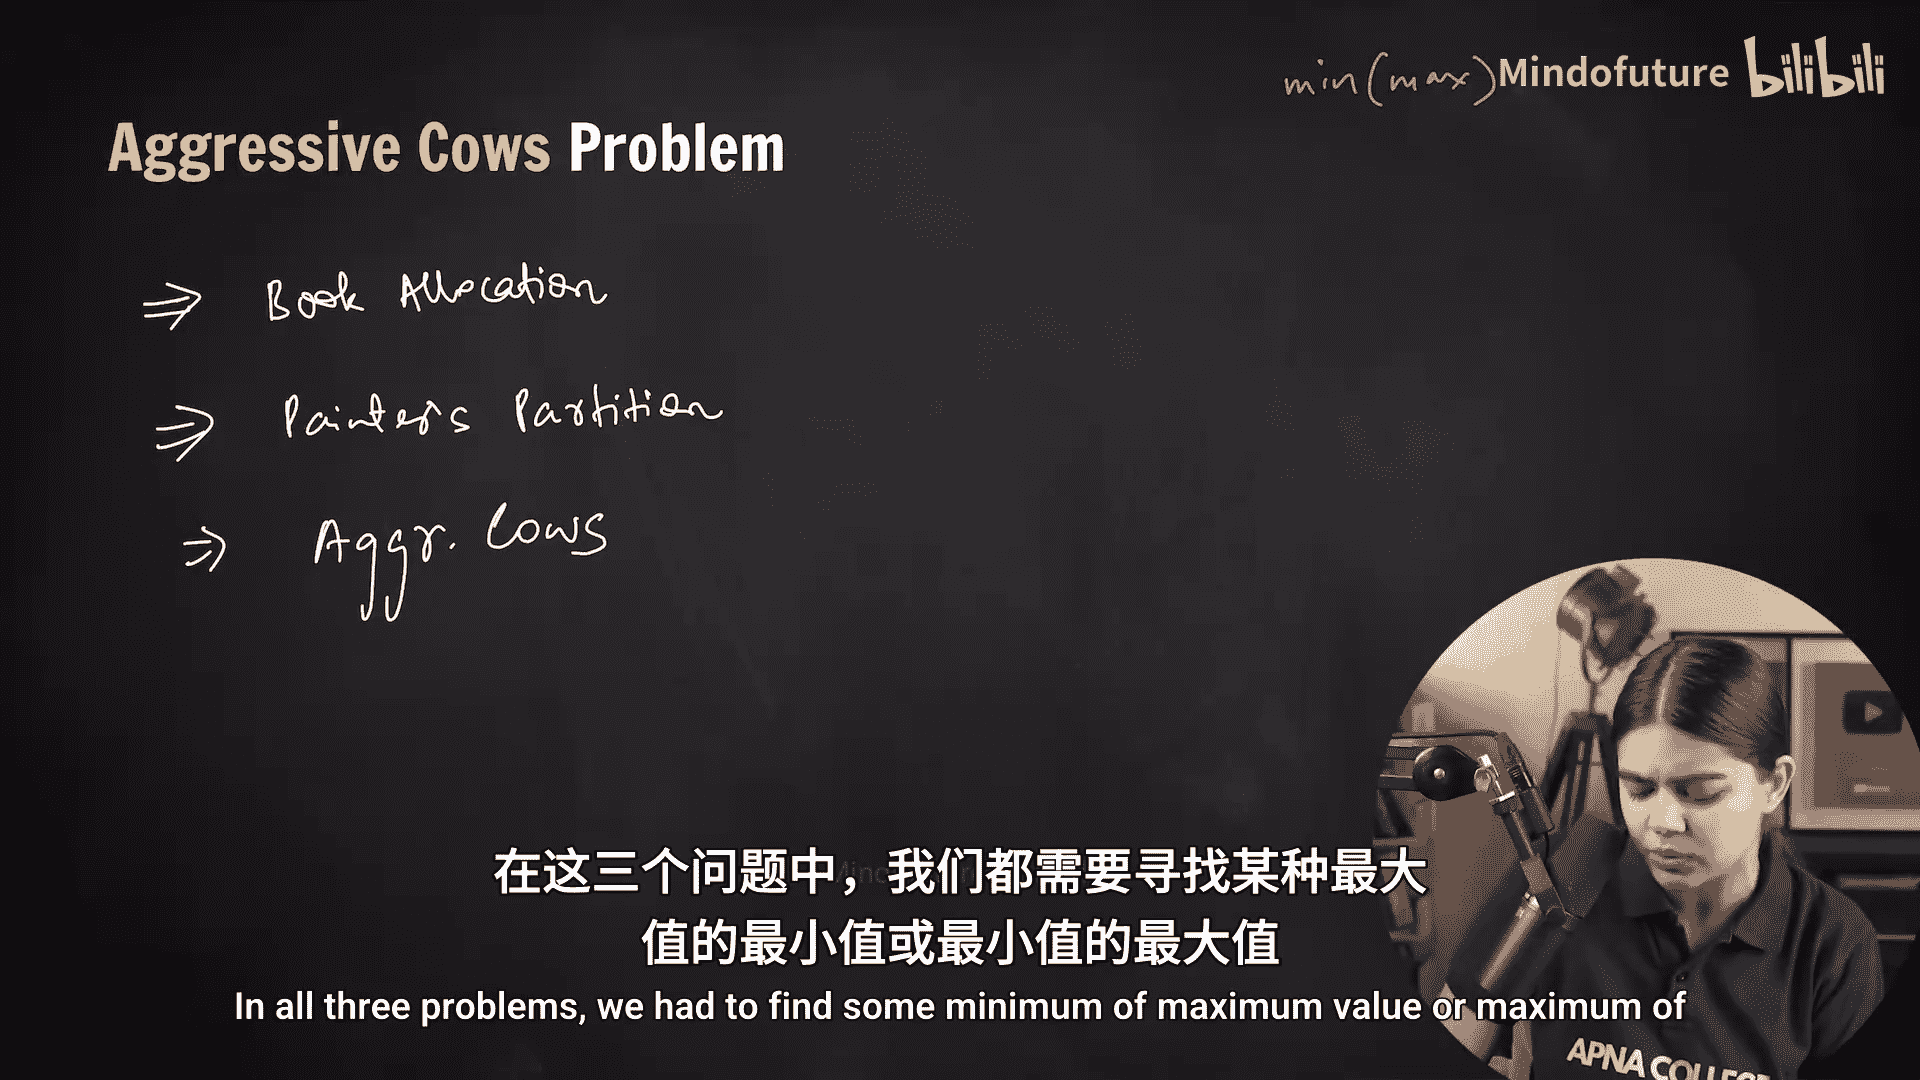 min(max) Mindofuture bilibili
Aggressive Cows Problem
⇒ Book Allocation
⇒ Painter's Partition
⇒ Aggr. Cows
在这三个问题中，我们都需要寻找某种最大
值的最小值或最小值的最大值
In all three problems, we had to find some minimum of maximum value or maximum of
APNA COLLEGE